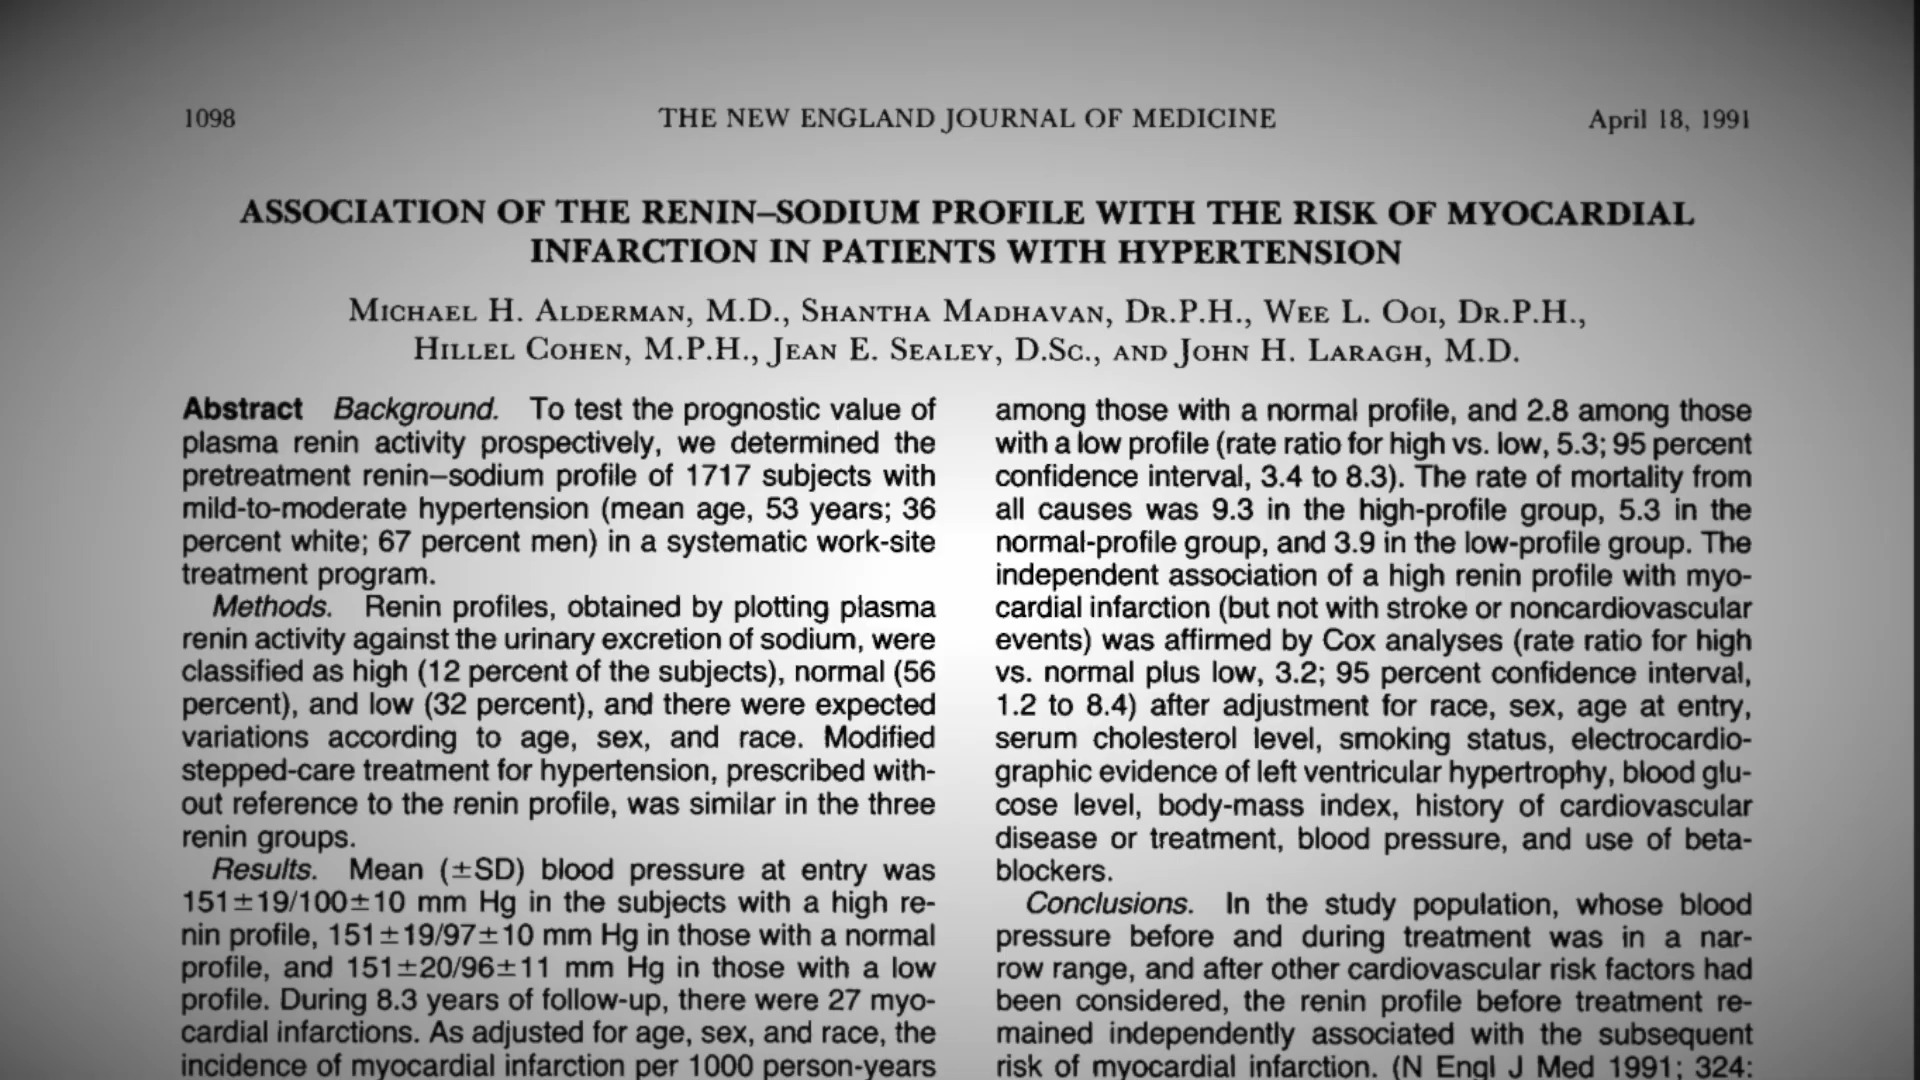 1098 THE NEW ENGLAND JOURNAL OF MEDICINE April 18, 1991
ASSOCIATION OF THE RENIN–SODIUM PROFILE WITH THE RISK OF MYOCARDIAL
INFARCTION IN PATIENTS WITH HYPERTENSION
Michael H. Alderman, M.D., Shantha Madhavan, Dr.P.H., Wee L. Ooi, Dr.P.H.,
Hillel Cohen, M.P.H., Jean E. Sealey, D.Sc., and John H. Laragh, M.D.
Abstract Background. To test the prognostic value of
plasma renin activity prospectively, we determined the
pretreatment renin–sodium profile of 1717 subjects with
mild-to-moderate hypertension (mean age, 53 years; 36
percent white; 67 percent men) in a systematic work-site
treatment program.
Methods. Renin profiles, obtained by plotting plasma
renin activity against the urinary excretion of sodium, were
classified as high (12 percent of the subjects), normal (56
percent), and low (32 percent), and there were expected
variations according to age, sex, and race. Modified
stepped-care treatment for hypertension, prescribed with-
out reference to the renin profile, was similar in the three
renin groups.
Results. Mean (±SD) blood pressure at entry was
151±19/100±10 mm Hg in the subjects with a high re-
nin profile, 151±19/97±10 mm Hg in those with a normal
profile, and 151±20/96±11 mm Hg in those with a low
profile. During 8.3 years of follow-up, there were 27 myo-
cardial infarctions. As adjusted for age, sex, and race, the
incidence of myocardial infarction per 1000 person-years
among those with a normal profile, and 2.8 among those
with a low profile (rate ratio for high vs. low, 5.3; 95 percent
confidence interval, 3.4 to 8.3). The rate of mortality from
all causes was 9.3 in the high-profile group, 5.3 in the
normal-profile group, and 3.9 in the low-profile group. The
independent association of a high renin profile with myo-
cardial infarction (but not with stroke or noncardiovascular
events) was affirmed by Cox analyses (rate ratio for high
vs. normal plus low, 3.2; 95 percent confidence interval,
1.2 to 8.4) after adjustment for race, sex, age at entry,
serum cholesterol level, smoking status, electrocardio-
graphic evidence of left ventricular hypertrophy, blood glu-
cose level, body-mass index, history of cardiovascular
disease or treatment, blood pressure, and use of beta-
blockers.
Conclusions. In the study population, whose blood
pressure before and during treatment was in a nar-
row range, and after other cardiovascular risk factors had
been considered, the renin profile before treatment re-
mained independently associated with the subsequent
risk of myocardial infarction. (N Engl J Med 1991; 324: